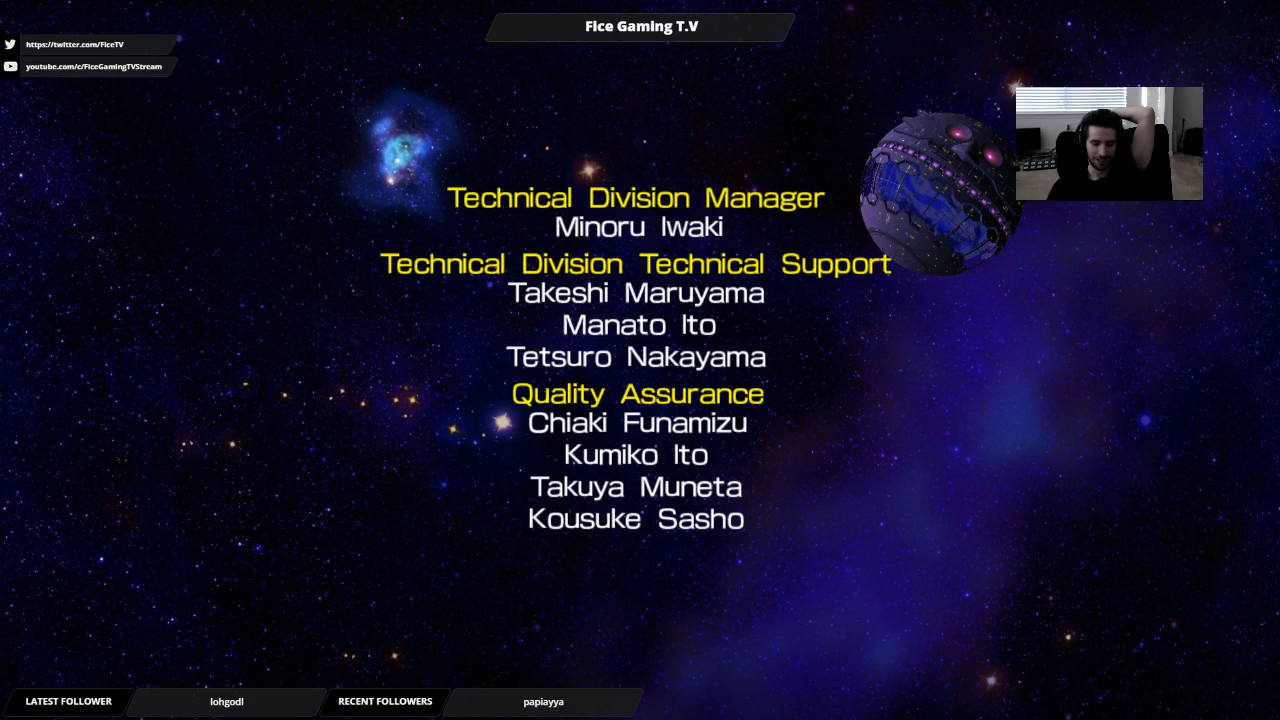 Fice Gaming T.V
https://twitter.com/FiceTV
youtube.com/c/FiceGamingTVStream
Technical Division Manager
Minoru Iwaki
Technical Division Technical Support
Takeshi Maruyama
Manato Ito
Tetsuro Nakayama
Quality Assurance
Chiaki Funamizu
Kumiko Ito
Takuya Muneta
Kousuke Sasho
LATEST FOLLOWER lohgodl RECENT FOLLOWERS papiayya